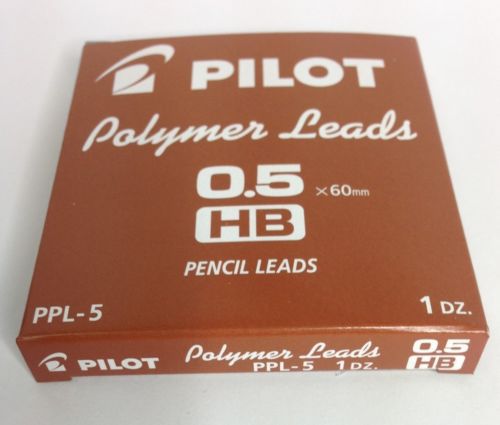 PILOT
Polymer Leads
0.5 ×60mm
HB
PENCIL LEADS
PPL-5 1 DZ.
PILOT Polymer Leads 0.5
PPL-5 1 DZ. HB